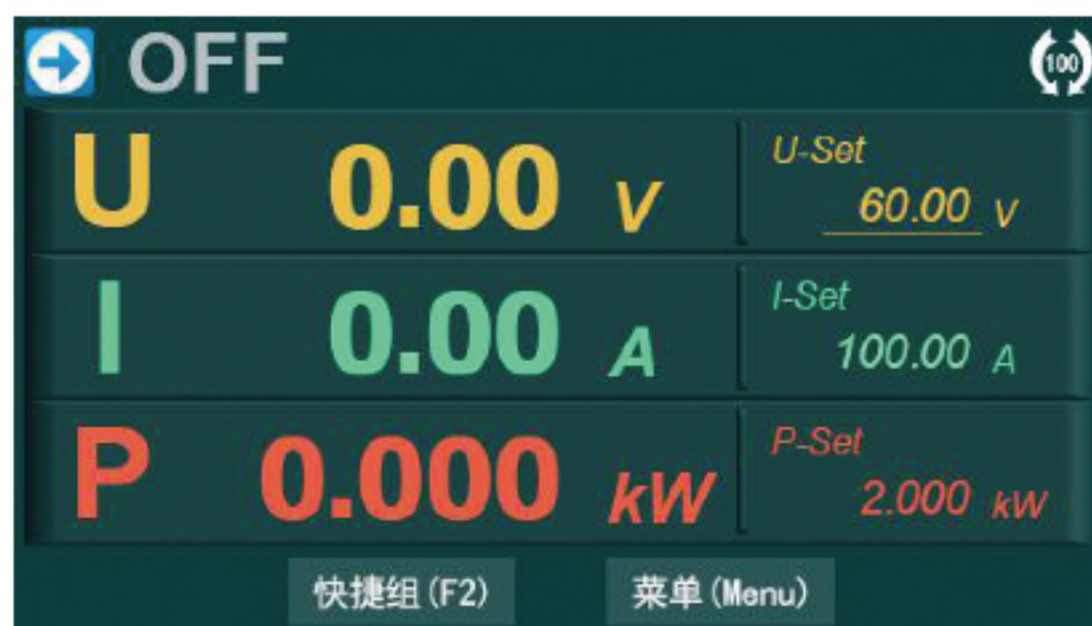 OFF
100
U 0.00 V
U-Set
60.00 V
I 0.00 A
I-Set
100.00 A
P 0.000 kW
P-Set
2.000 kW
快捷组(F2) 菜单(Menu)